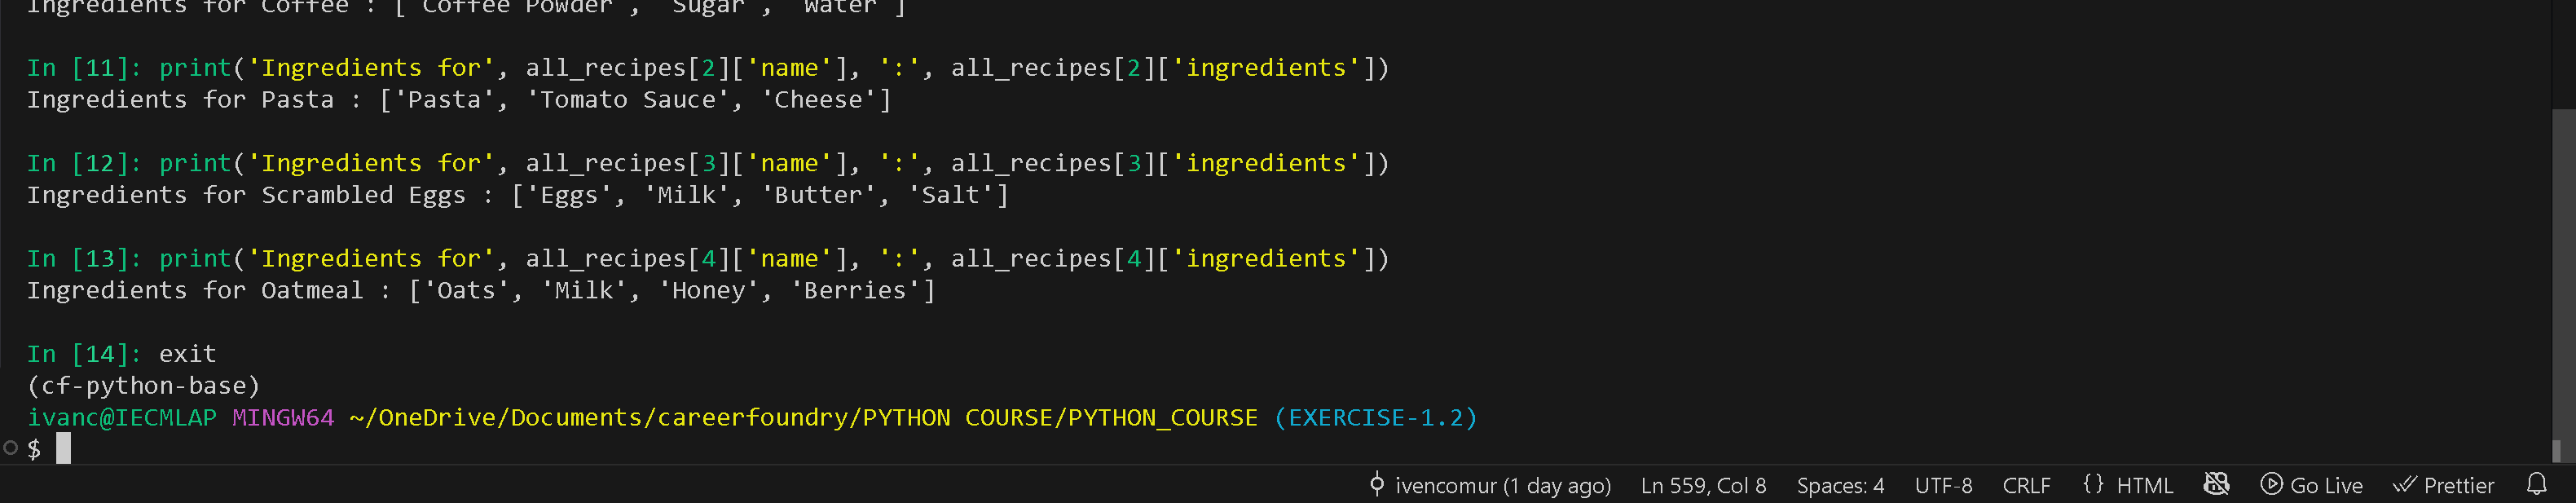 Ingredients for Coffee : ['Coffee Powder', 'Sugar', 'Water']
In [11]: print('Ingredients for', all_recipes[2]['name'], ':', all_recipes[2]['ingredients'])
Ingredients for Pasta : ['Pasta', 'Tomato Sauce', 'Cheese']
In [12]: print('Ingredients for', all_recipes[3]['name'], ':', all_recipes[3]['ingredients'])
Ingredients for Scrambled Eggs : ['Eggs', 'Milk', 'Butter', 'Salt']
In [13]: print('Ingredients for', all_recipes[4]['name'], ':', all_recipes[4]['ingredients'])
Ingredients for Oatmeal : ['Oats', 'Milk', 'Honey', 'Berries']
In [14]: exit
(cf-python-base)
ivanc@IECMLAP MINGW64 ~/OneDrive/Documents/careerfoundry/PYTHON COURSE/PYTHON_COURSE (EXERCISE-1.2)
$
ivencomur (1 day ago) Ln 559, Col 8 Spaces: 4 UTF-8 CRLF {} HTML Go Live Prettier